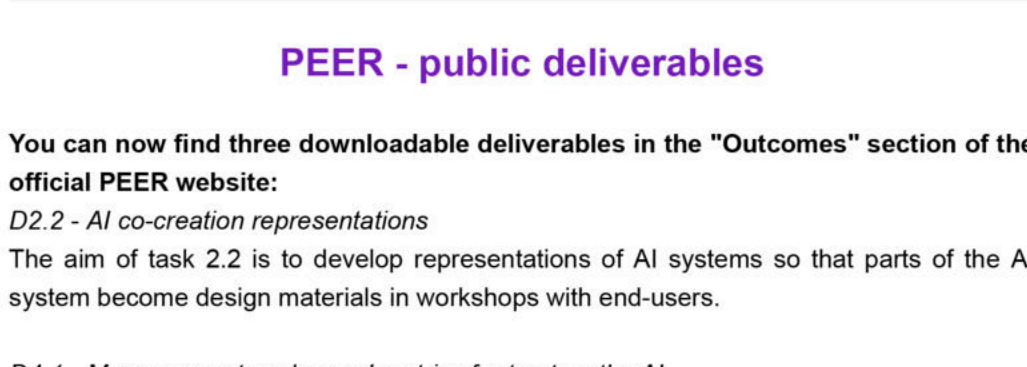 PEER - public deliverables
You can now find three downloadable deliverables in the "Outcomes" section of the
official PEER website:
D2.2 - AI co-creation representations
The aim of task 2.2 is to develop representations of AI systems so that parts of the A
system become design materials in workshops with end-users.